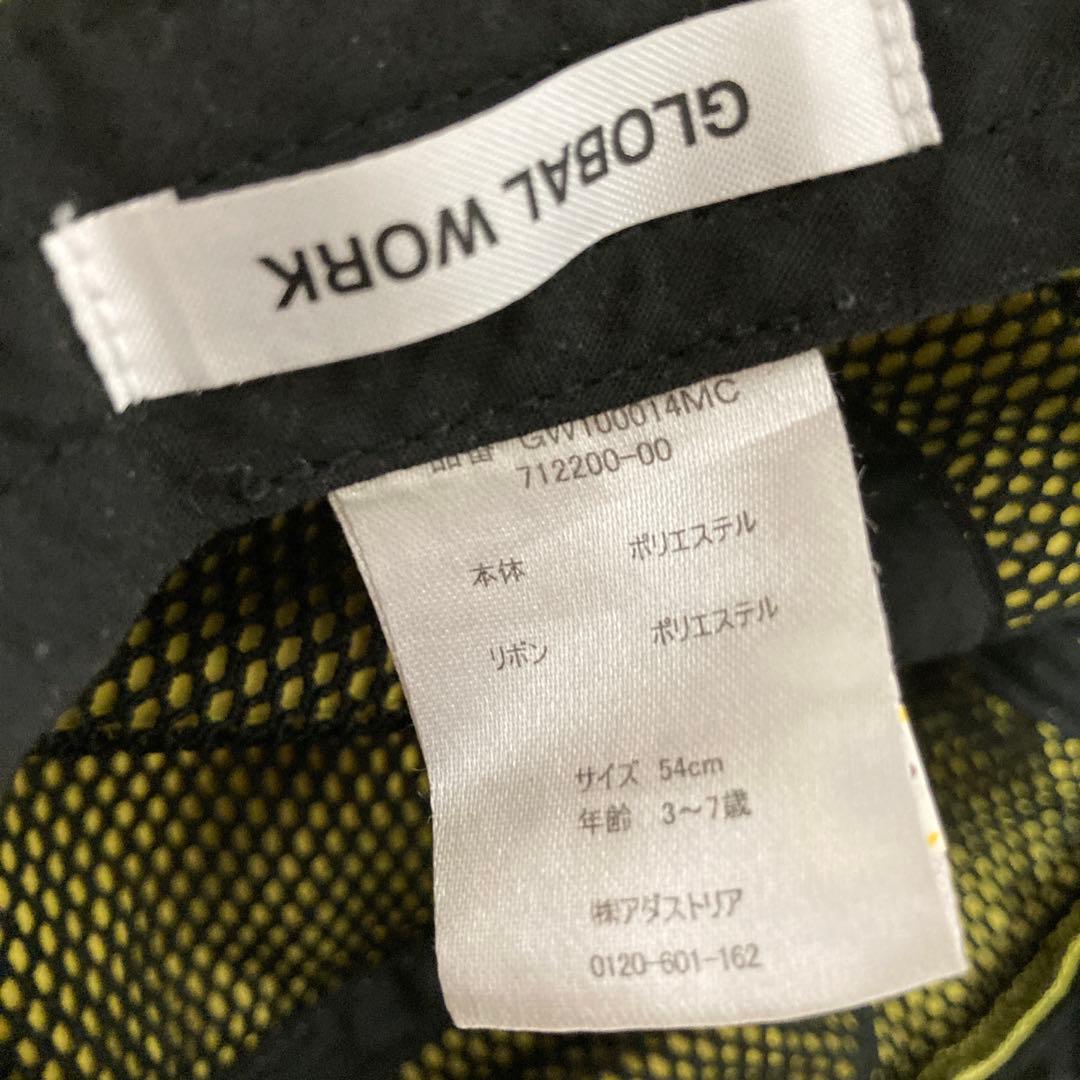 GLOBAL WORK
品番 GW100014MC
712200-00
本体 ポリエステル
リボン ポリエステル
サイズ 54cm
年齢 3～7歳
㈱アダストリア
0120-601-162